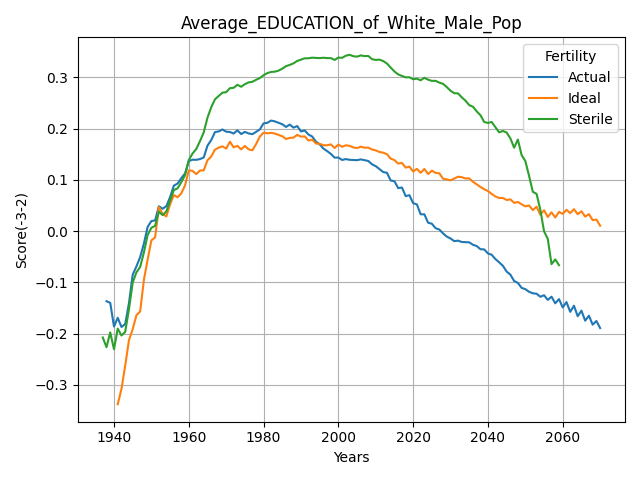 Average_EDUCATION_of_White_Male_Pop
Fertility
Actual
Ideal
Sterile
Score(-3-2)
0.3
0.2
0.1
0.0
−0.1
−0.2
−0.3
1940 1960 1980 2000 2020 2040 2060
Years